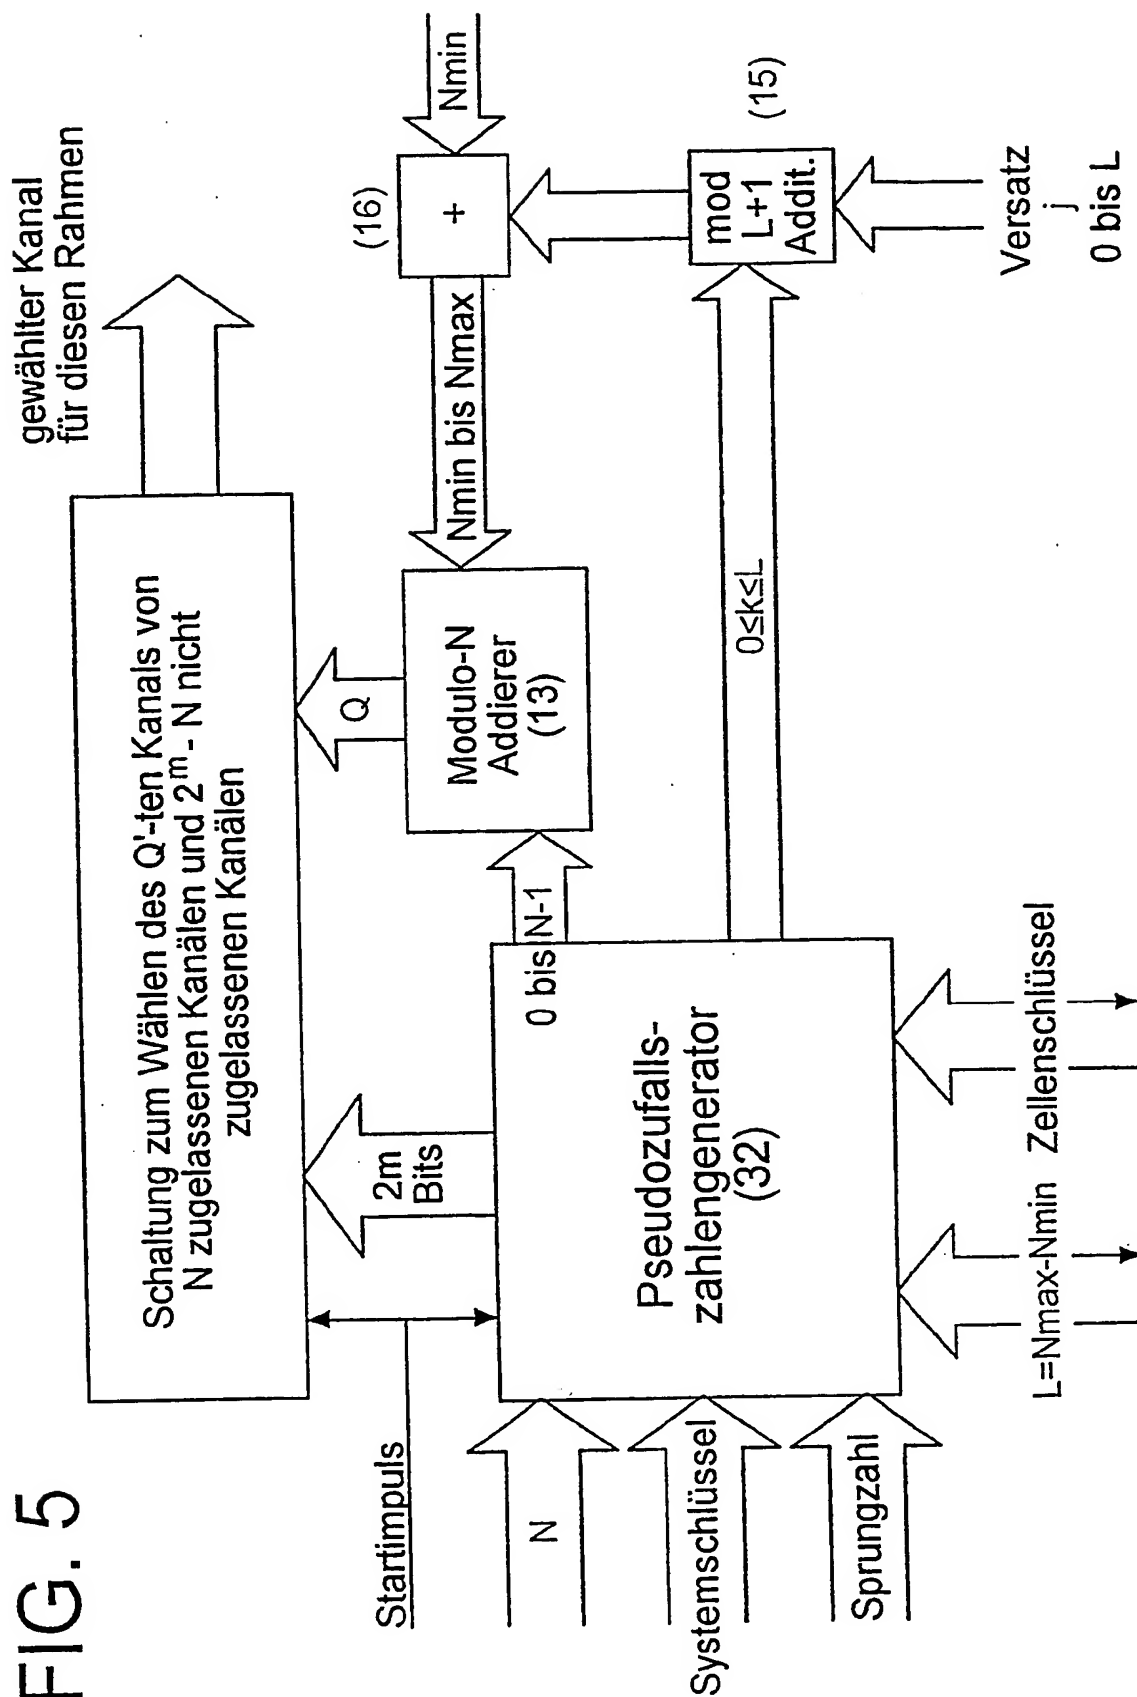 FIG. 5
gewählter Kanal
für diesen Rahmen
Schaltung zum Wählen des Q'-ten Kanals von
N zugelassenen Kanälen und 2^m - N nicht
zugelassenen Kanälen
Startimpuls
2m
Bits
Q
(16)
+
Nmin
Nmin bis Nmax
Modulo-N
Addierer
(13)
0 bis N-1
N
Systemschlüssel
Sprungzahl
Pseudozufalls-
zahlengenerator
(32)
0≤k≤L
mod
L+1
Addit.
(15)
L=Nmax-Nmin
Zellenschlüssel
Versatz
j
0 bis L